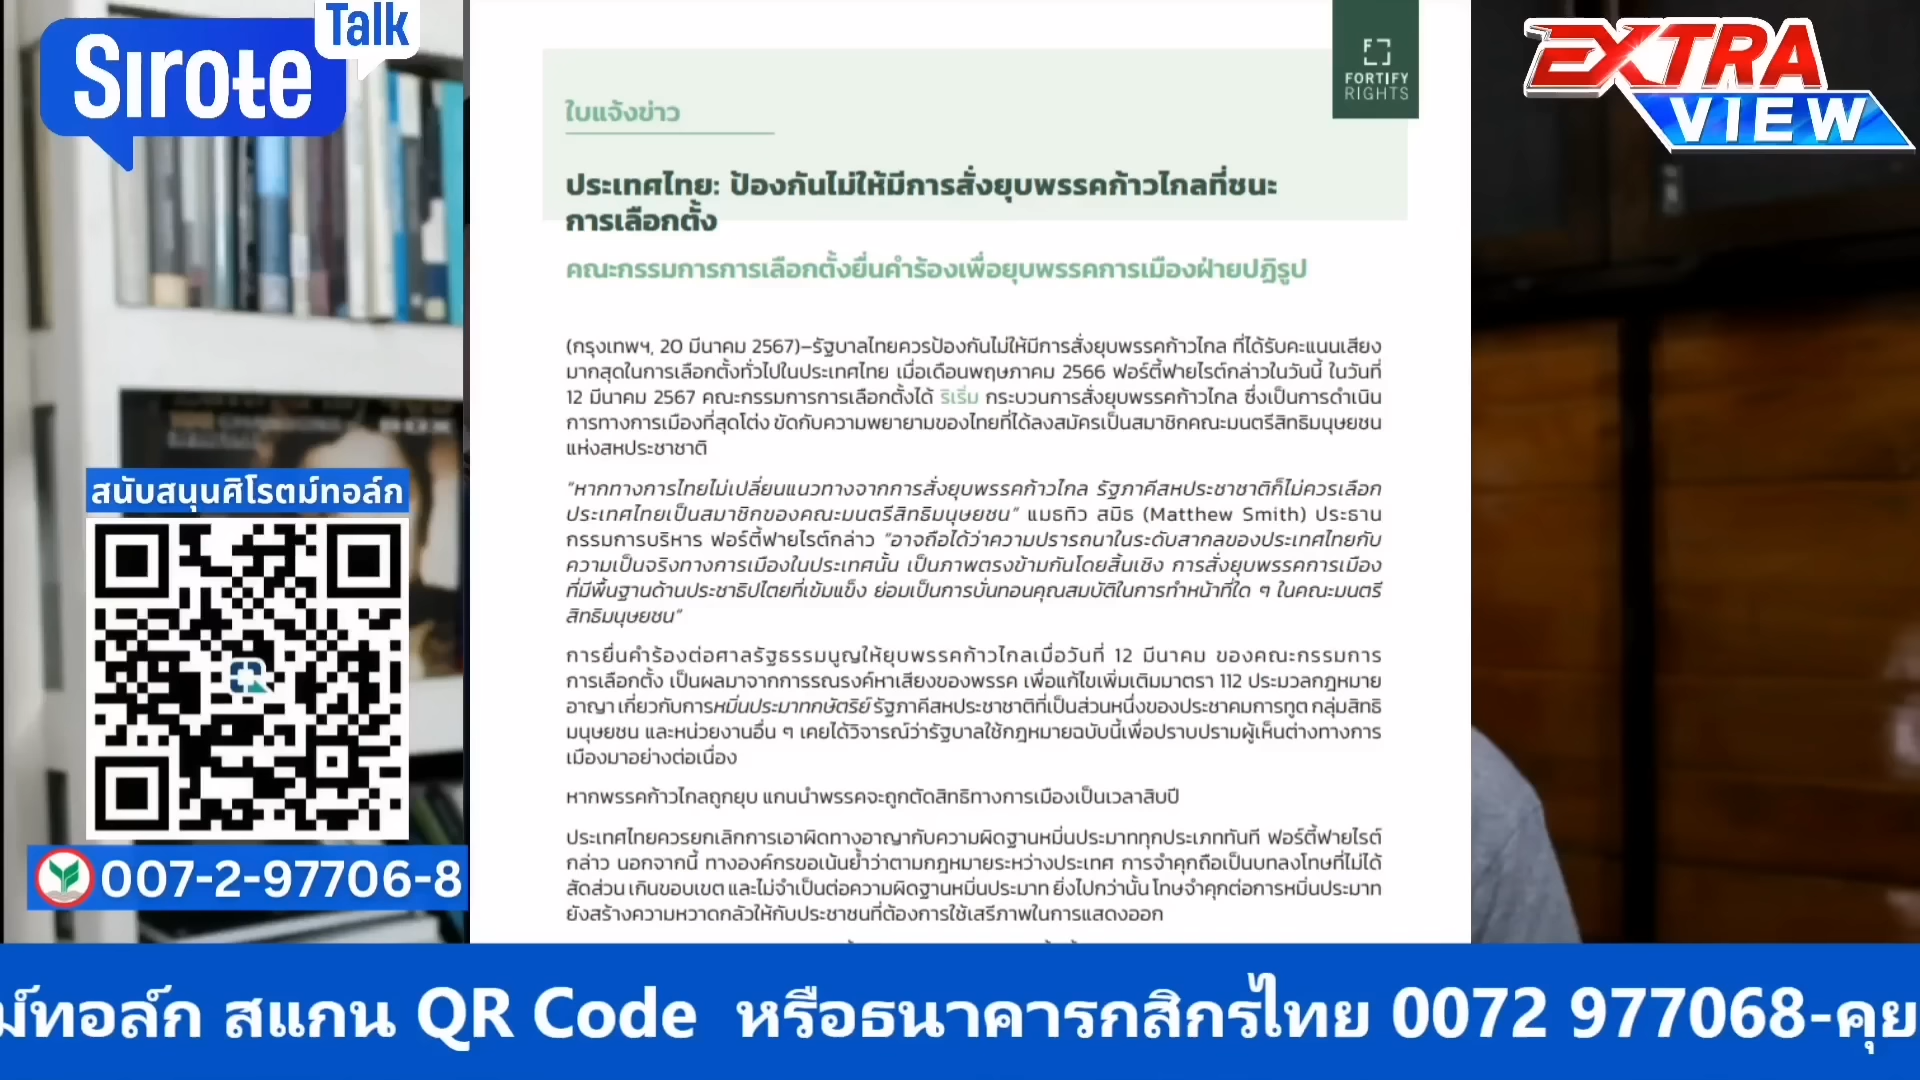 Sirote
Talk
EXTRA
VIEW
FORTIFY
RIGHTS
ใบแจ้งข่าว
ประเทศไทย: ป้องกันไม่ให้มีการสั่งยุบพรรคก้าวไกลที่ชนะ
การเลือกตั้ง
คณะกรรมการการเลือกตั้งยื่นคำร้องเพื่อยุบพรรคการเมืองฝ่ายปฏิรูป
(กรุงเทพฯ, 20 มีนาคม 2567)–รัฐบาลไทยควรป้องกันไม่ให้มีการสั่งยุบพรรคก้าวไกล ที่ได้รับคะแนนเสียง
มากสุดในการเลือกตั้งทั่วไปในประเทศไทย เมื่อเดือนพฤษภาคม 2566 ฟอร์ตี้ฟายไรต์กล่าวในวันนี้ ในวันที่
12 มีนาคม 2567 คณะกรรมการการเลือกตั้งได้ ริเริ่ม กระบวนการสั่งยุบพรรคก้าวไกล ซึ่งเป็นการดำเนิน
การทางการเมืองที่สุดโต่ง ขัดกับความพยายามของไทยที่ได้ลงสมัครเป็นสมาชิกคณะมนตรีสิทธิมนุษยชน
แห่งสหประชาชาติ
“หากทางการไทยไม่เปลี่ยนแนวทางจากการสั่งยุบพรรคก้าวไกล รัฐภาคีสหประชาชาติก็ไม่ควรเลือก
ประเทศไทยเป็นสมาชิกของคณะมนตรีสิทธิมนุษยชน” แมธทิว สมิธ (Matthew Smith) ประธาน
กรรมการบริหาร ฟอร์ตี้ฟายไรต์กล่าว “อาจถือได้ว่าความปรารถนาในระดับสากลของประเทศไทยกับ
ความเป็นจริงทางการเมืองในประเทศนั้น เป็นภาพตรงข้ามกันโดยสิ้นเชิง การสั่งยุบพรรคการเมือง
ที่มีพื้นฐานด้านประชาธิปไตยที่เข้มแข็ง ย่อมเป็นการบั่นทอนคุณสมบัติในการทำหน้าที่ใด ๆ ในคณะมนตรี
สิทธิมนุษยชน”
การยื่นคำร้องต่อศาลรัฐธรรมนูญให้ยุบพรรคก้าวไกลเมื่อวันที่ 12 มีนาคม ของคณะกรรมการ
การเลือกตั้ง เป็นผลมาจากการรณรงค์หาเสียงของพรรค เพื่อแก้ไขเพิ่มเติมมาตรา 112 ประมวลกฎหมาย
อาญา เกี่ยวกับการหมิ่นประมาทกษัตริย์ รัฐภาคีสหประชาชาติที่เป็นส่วนหนึ่งของประชาคมการทูต กลุ่มสิทธิ
มนุษยชน และหน่วยงานอื่น ๆ เคยได้วิจารณ์ว่ารัฐบาลใช้กฎหมายฉบับนี้เพื่อปราบปรามผู้เห็นต่างทางการ
เมืองมาอย่างต่อเนื่อง
หากพรรคก้าวไกลถูกยุบ แกนนำพรรคจะถูกตัดสิทธิทางการเมืองเป็นเวลาสิบปี
ประเทศไทยควรยกเลิกการเอาผิดทางอาญากับความผิดฐานหมิ่นประมาททุกประเภททันที ฟอร์ตี้ฟายไรต์
กล่าว นอกจากนี้ ทางองค์กรขอเน้นย้ำว่าตามกฎหมายระหว่างประเทศ การจำคุกถือเป็นบทลงโทษที่ไม่ได้
สัดส่วน เกินขอบเขต และไม่จำเป็นต่อความผิดฐานหมิ่นประมาท ยิ่งไปกว่านั้น โทษจำคุกต่อการหมิ่นประมาท
ยังสร้างความหวาดกลัวให้กับประชาชนที่ต้องการใช้เสรีภาพในการแสดงออก
สนับสนุนศิโรตม์ทอล์ก
007-2-97706-8
ม์ทอล์ก สแกน QR Code หรือธนาคารกสิกรไทย 0072 977068-คุย